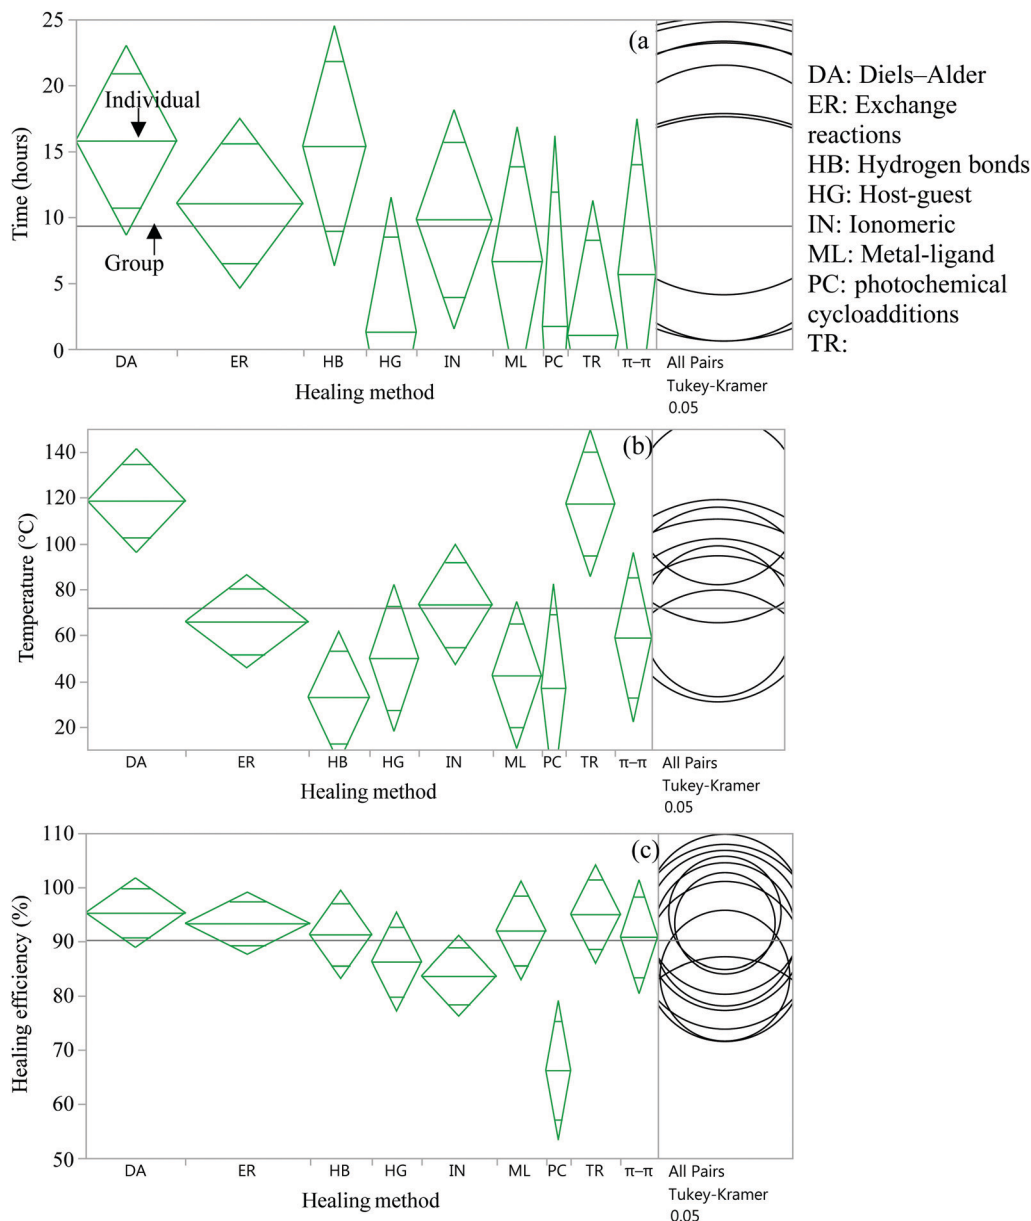 25
20
15
10
5
0
Time (hours)
Individual
Group
(a
DA
ER
HB
HG
IN
ML
PC
TR
π–π
Healing method
All Pairs
Tukey-Kramer
0.05
DA: Diels–Alder
ER: Exchange
reactions
HB: Hydrogen bonds
HG: Host-guest
IN: Ionomeric
ML: Metal-ligand
PC: photochemical
cycloadditions
TR:
140
120
100
80
60
40
20
Temperature (°C)
(b)
DA
ER
HB
HG
IN
ML
PC
TR
π–π
Healing method
All Pairs
Tukey-Kramer
0.05
110
100
90
80
70
60
50
Healing efficiency (%)
(c)
DA
ER
HB
HG
IN
ML
PC
TR
π–π
Healing method
All Pairs
Tukey-Kramer
0.05